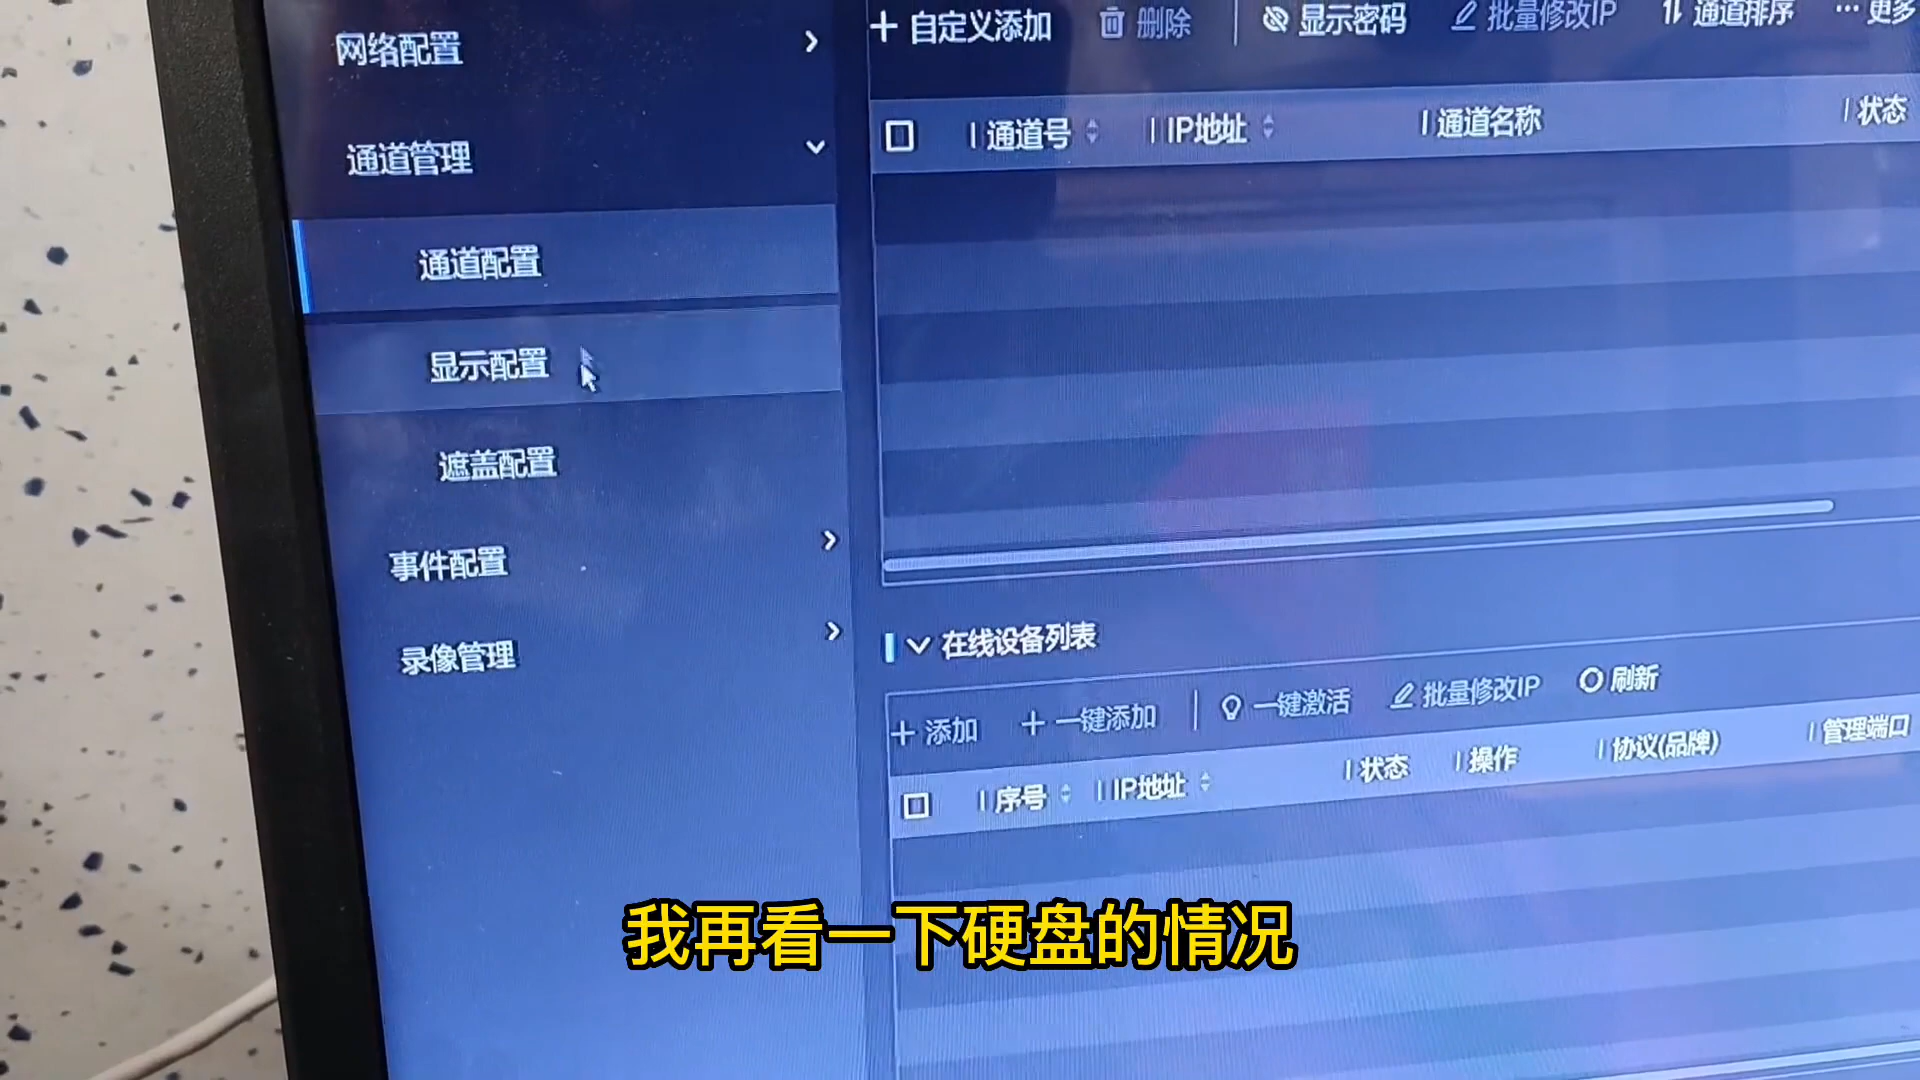 网络配置
通道管理
通道配置
显示配置
遮盖配置
事件配置
录像管理
自定义添加 删除 显示密码 批量修改IP 通道排序 更多
通道号 IP地址 通道名称 状态
在线设备列表
添加 一键添加 一键激活 批量修改IP 刷新
序号 IP地址 状态 操作 协议(品牌) 管理端口
我再看一下硬盘的情况